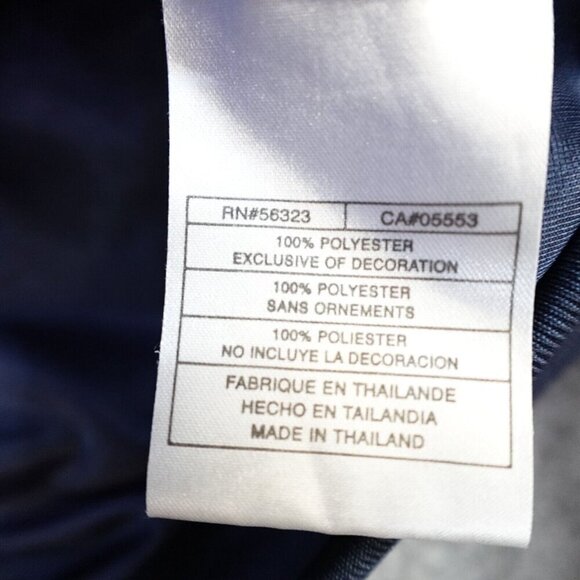 RN#56323 CA#05553
100% POLYESTER
EXCLUSIVE OF DECORATION
100% POLYESTER
SANS ORNEMENTS
100% POLIESTER
NO INCLUYE LA DECORACION
FABRIQUE EN THAILANDE
HECHO EN TAILANDIA
MADE IN THAILAND